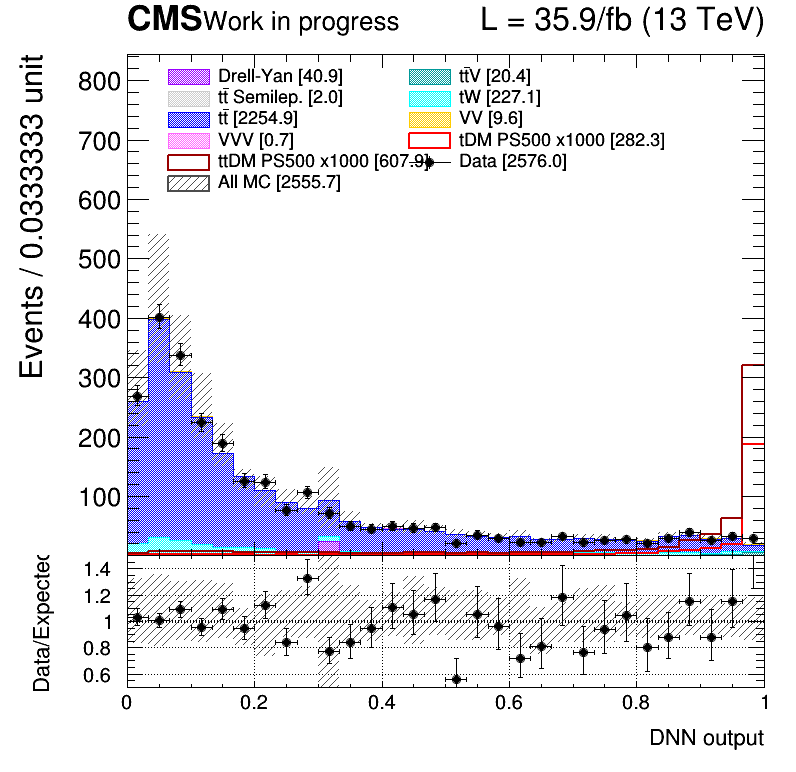 CMS Work in progress L = 35.9/fb (13 TeV)
Events / 0.0333333 unit
800
700
600
500
400
300
200
100
Drell-Yan [40.9]
tt̄ Semilep. [2.0]
tt̄ [2254.9]
VVV [0.7]
ttDM PS500 x1000 [607.9]
All MC [2555.7]
tt̄V [20.4]
tW [227.1]
VV [9.6]
tDM PS500 x1000 [282.3]
Data [2576.0]
Data/Expected
1.4
1.2
1
0.8
0.6
0 0.2 0.4 0.6 0.8 1
DNN output